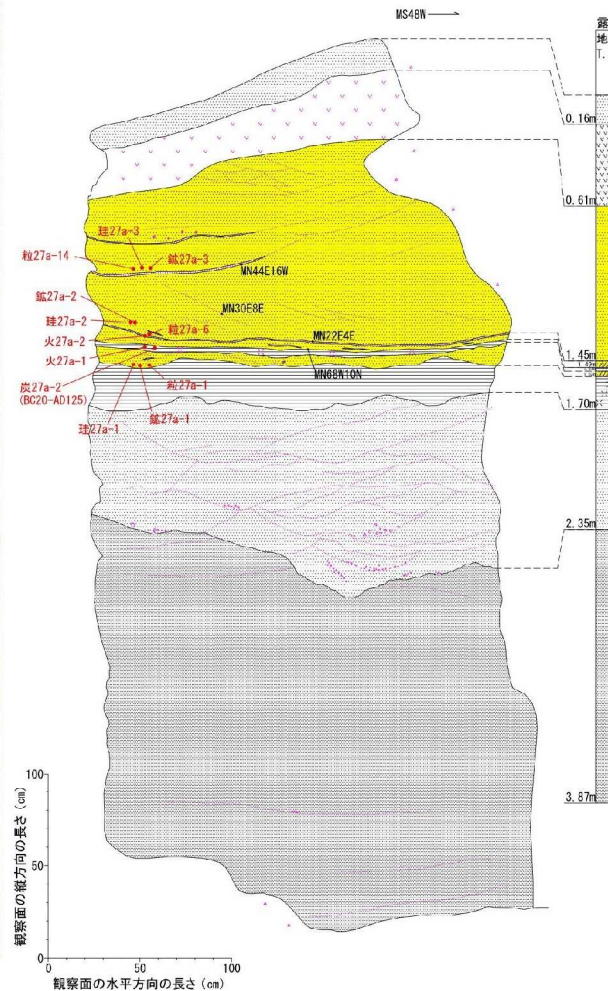 MS48W
露
地
T.
0.16m
0.61m
珪27a-3
粒27a-14
鉱27a-3
MN44E16W
鉱27a-2
MN30E8E
珪27a-2
粒27a-6
火27a-2
MN22E4E
火27a-1
1.45m
炭27a-2
(BC20-AD125)
粒27a-1
MN68W10N
珪27a-1
鉱27a-1
1.70m
2.35m
3.87m
100
50
0
観察面の縦方向の長さ(cm)
0 50 100
観察面の水平方向の長さ(cm)